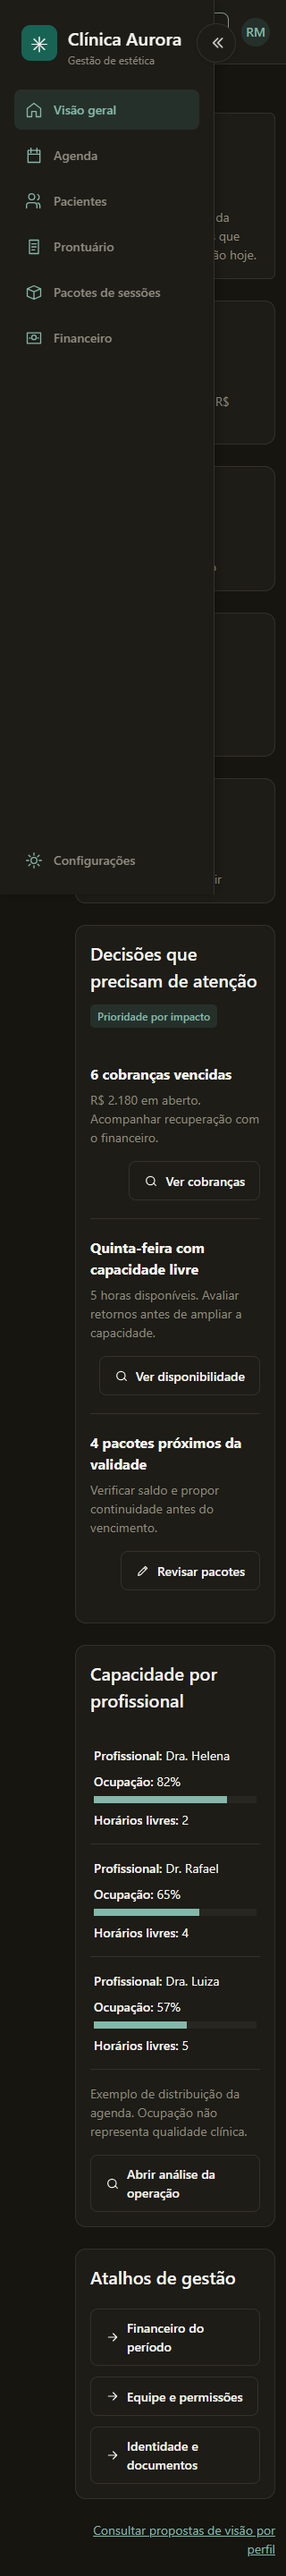 Clínica Aurora
Gestão de estética
RM
Visão geral
Agenda
Pacientes
Prontuário
Pacotes de sessões
Financeiro
da
que
ão hoje.
R$
ir
Configurações
Decisões que
precisam de atenção
Prioridade por impacto
6 cobranças vencidas
R$ 2.180 em aberto.
Acompanhar recuperação com
o financeiro.
Ver cobranças
Quinta-feira com
capacidade livre
5 horas disponíveis. Avaliar
retornos antes de ampliar a
capacidade.
Ver disponibilidade
4 pacotes próximos da
validade
Verificar saldo e propor
continuidade antes do
vencimento.
Revisar pacotes
Capacidade por
profissional
Profissional: Dra. Helena
Ocupação: 82%
Horários livres: 2
Profissional: Dr. Rafael
Ocupação: 65%
Horários livres: 4
Profissional: Dra. Luiza
Ocupação: 57%
Horários livres: 5
Exemplo de distribuição da
agenda. Ocupação não
representa qualidade clínica.
Abrir análise da
operação
Atalhos de gestão
Financeiro do
período
Equipe e permissões
Identidade e
documentos
Consultar propostas de visão por
perfil